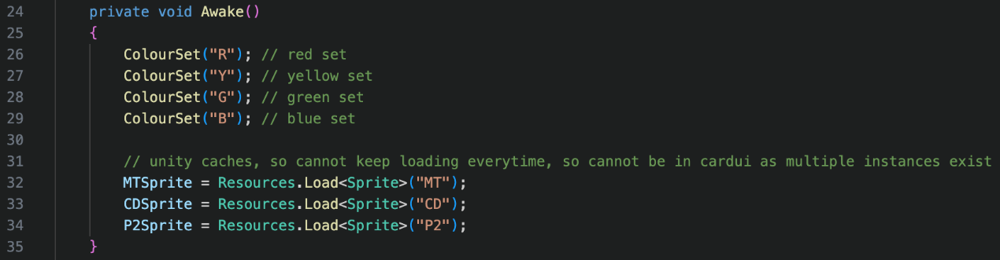 24 private void Awake()
25 {
26 ColourSet("R"); // red set
27 ColourSet("Y"); // yellow set
28 ColourSet("G"); // green set
29 ColourSet("B"); // blue set
30
31 // unity caches, so cannot keep loading everytime, so cannot be in cardui as multiple instances exist
32 MTSprite = Resources.Load<Sprite>("MT");
33 CDSprite = Resources.Load<Sprite>("CD");
34 P2Sprite = Resources.Load<Sprite>("P2");
35 }